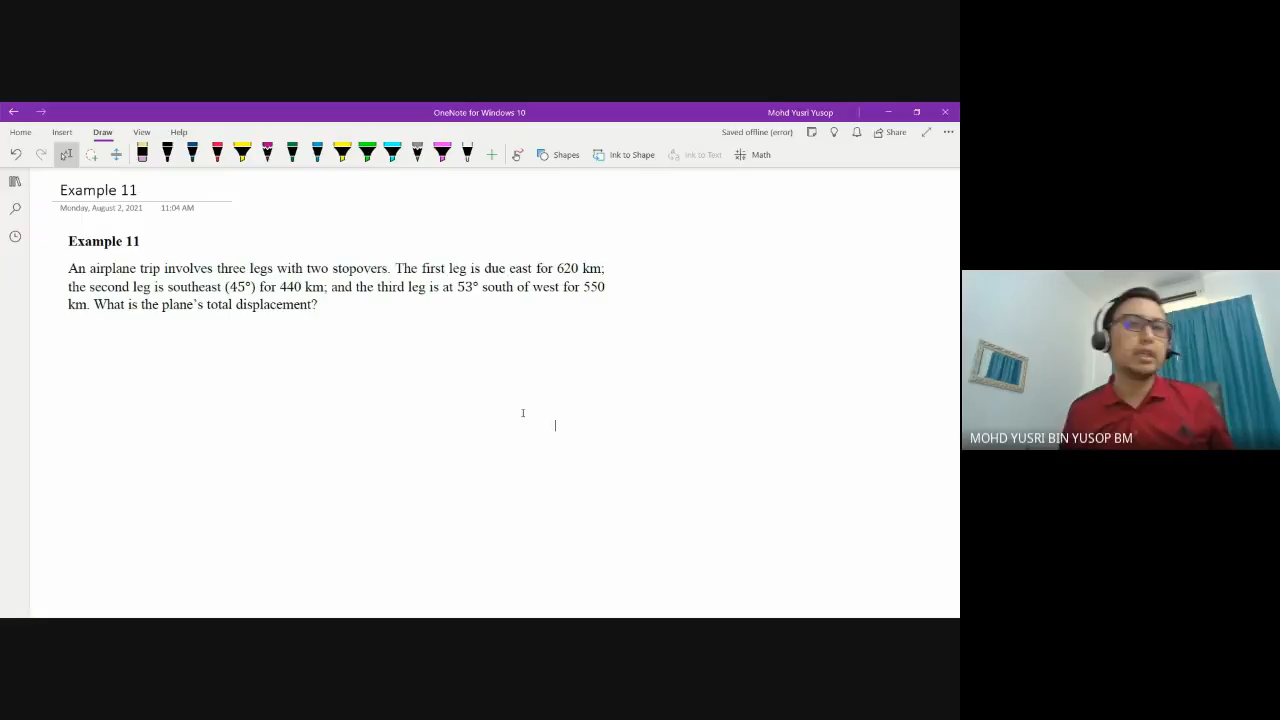 OneNote for Windows 10
Mohd Yusri Yusop
Home Insert Draw View Help
Saved offline (error) Share
Shapes Ink to Shape Ink to Text Math
Example 11
Monday, August 2, 2021 11:04 AM
Example 11
An airplane trip involves three legs with two stopovers. The first leg is due east for 620 km;
the second leg is southeast (45°) for 440 km; and the third leg is at 53° south of west for 550
km. What is the plane's total displacement?
MOHD YUSRI BIN YUSOP BM